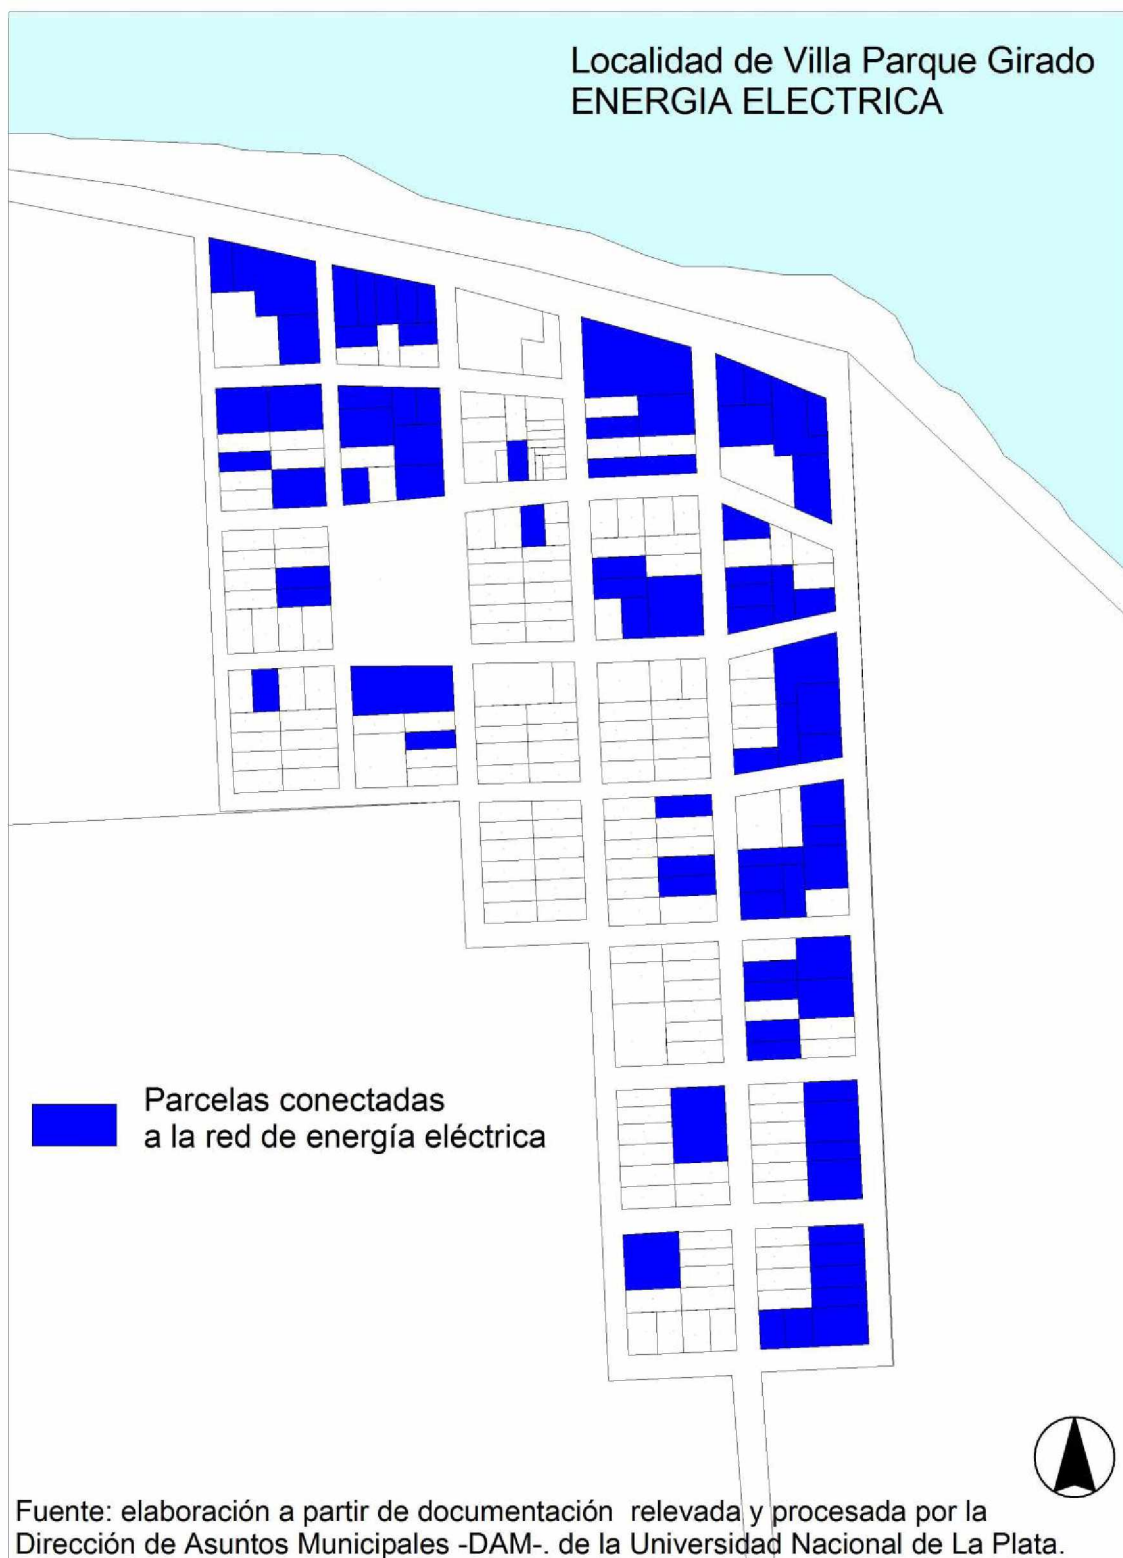 Localidad de Villa Parque Girado
ENERGIA ELECTRICA
Parcelas conectadas
a la red de energía eléctrica
Fuente: elaboración a partir de documentación relevada y procesada por la
Dirección de Asuntos Municipales -DAM-. de la Universidad Nacional de La Plata.